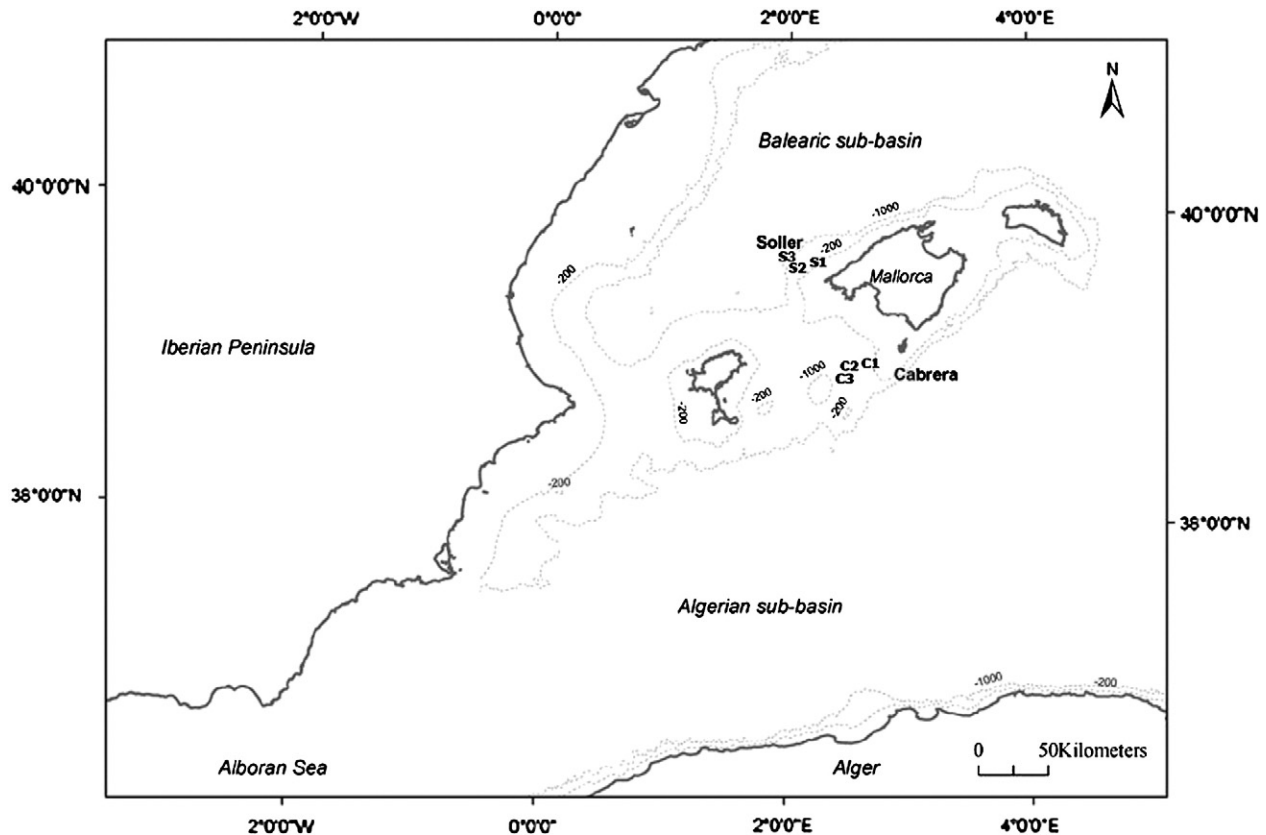 2°0'0"W 0°0'0" 2°0'0"E 4°0'0"E
N
Balearic sub-basin
40°0'0"N
-1000
40°0'0"N
Soller
-200
S3
S2 S1
-200
Mallorca
Iberian Peninsula
-1000
C2 C1
C3
Cabrera
-200
-200
-200
-200
38°0'0"N
38°0'0"N
Algerian sub-basin
-1000
-200
0 50Kilometers
Alboran Sea
Alger
2°0'0"W 0°0'0" 2°0'0"E 4°0'0"E